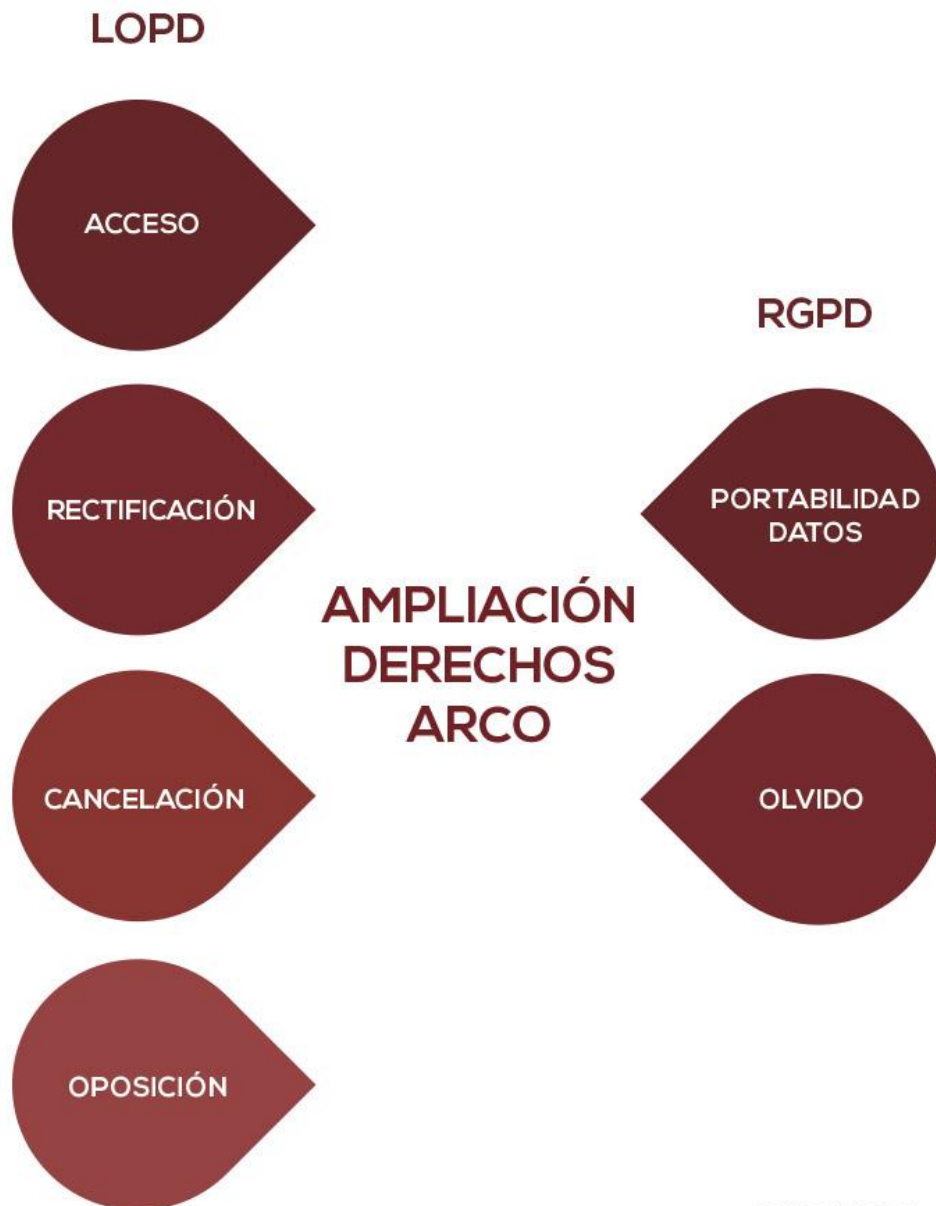 LOPD
ACCESO
RECTIFICACIÓN
CANCELACIÓN
OPOSICIÓN
AMPLIACIÓN
DERECHOS
ARCO
RGPD
PORTABILIDAD
DATOS
OLVIDO